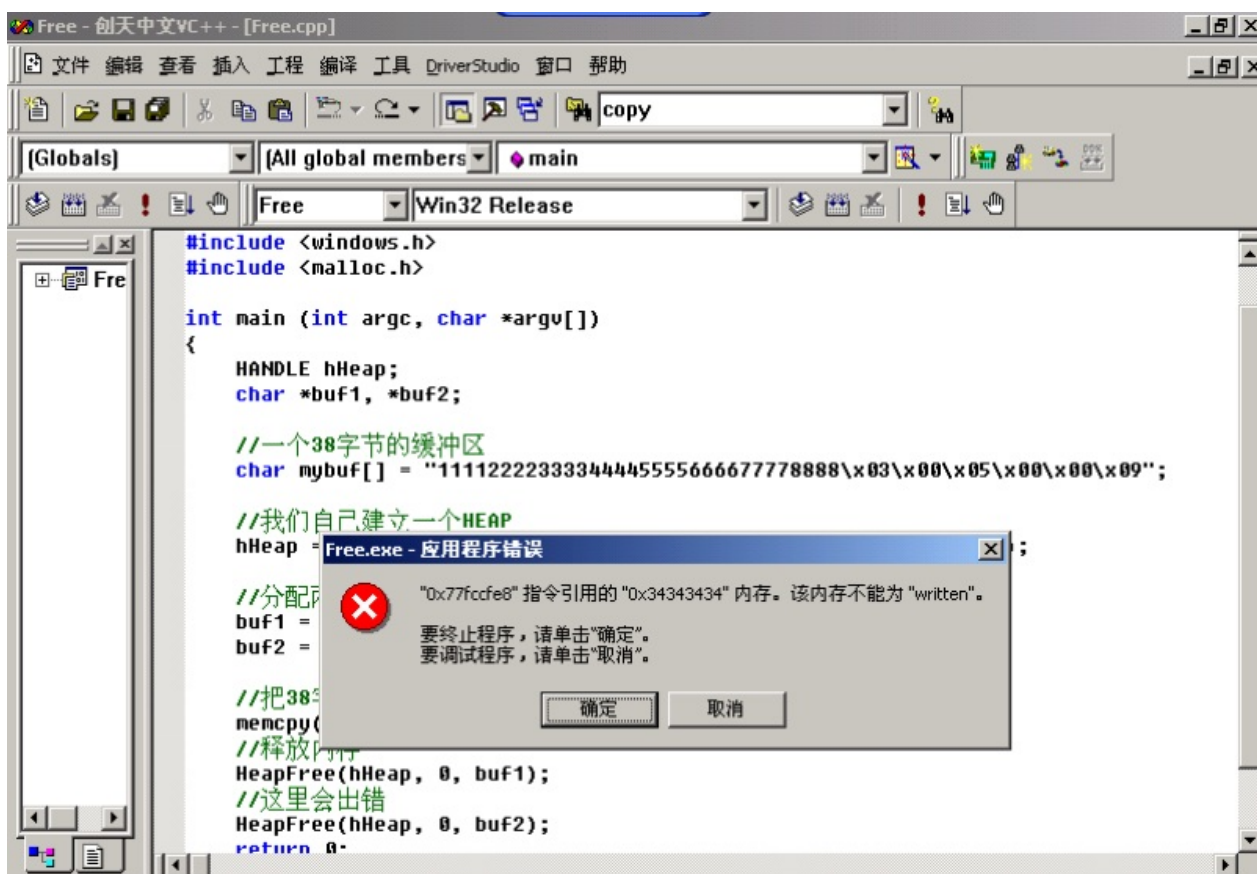 Free - 创天中文VC++ - [Free.cpp]
文件 编辑 查看 插入 工程 编译 工具 DriverStudio 窗口 帮助
copy
(Globals) (All global members main
DDK
Free Win32 Release
Fre
#include <windows.h>
#include <malloc.h>
int main (int argc, char *argv[])
{
HANDLE hHeap;
char *buf1, *buf2;
//一个38字节的缓冲区
char mybuf[] = "11112222333344445555666677778888\x03\x00\x05\x00\x00\x09";
//我们自己建立一个HEAP
hHeap = ;
Free.exe - 应用程序错误
"0x77fccfe8" 指令引用的 "0x34343434" 内存。该内存不能为 "written"。
要终止程序，请单击"确定"。
要调试程序，请单击"取消"。
确定 取消
//分配
buf1 =
buf2 =
//把38
memcpy(
//释放内存
HeapFree(hHeap, 0, buf1);
//这里会出错
HeapFree(hHeap, 0, buf2);
return 0;